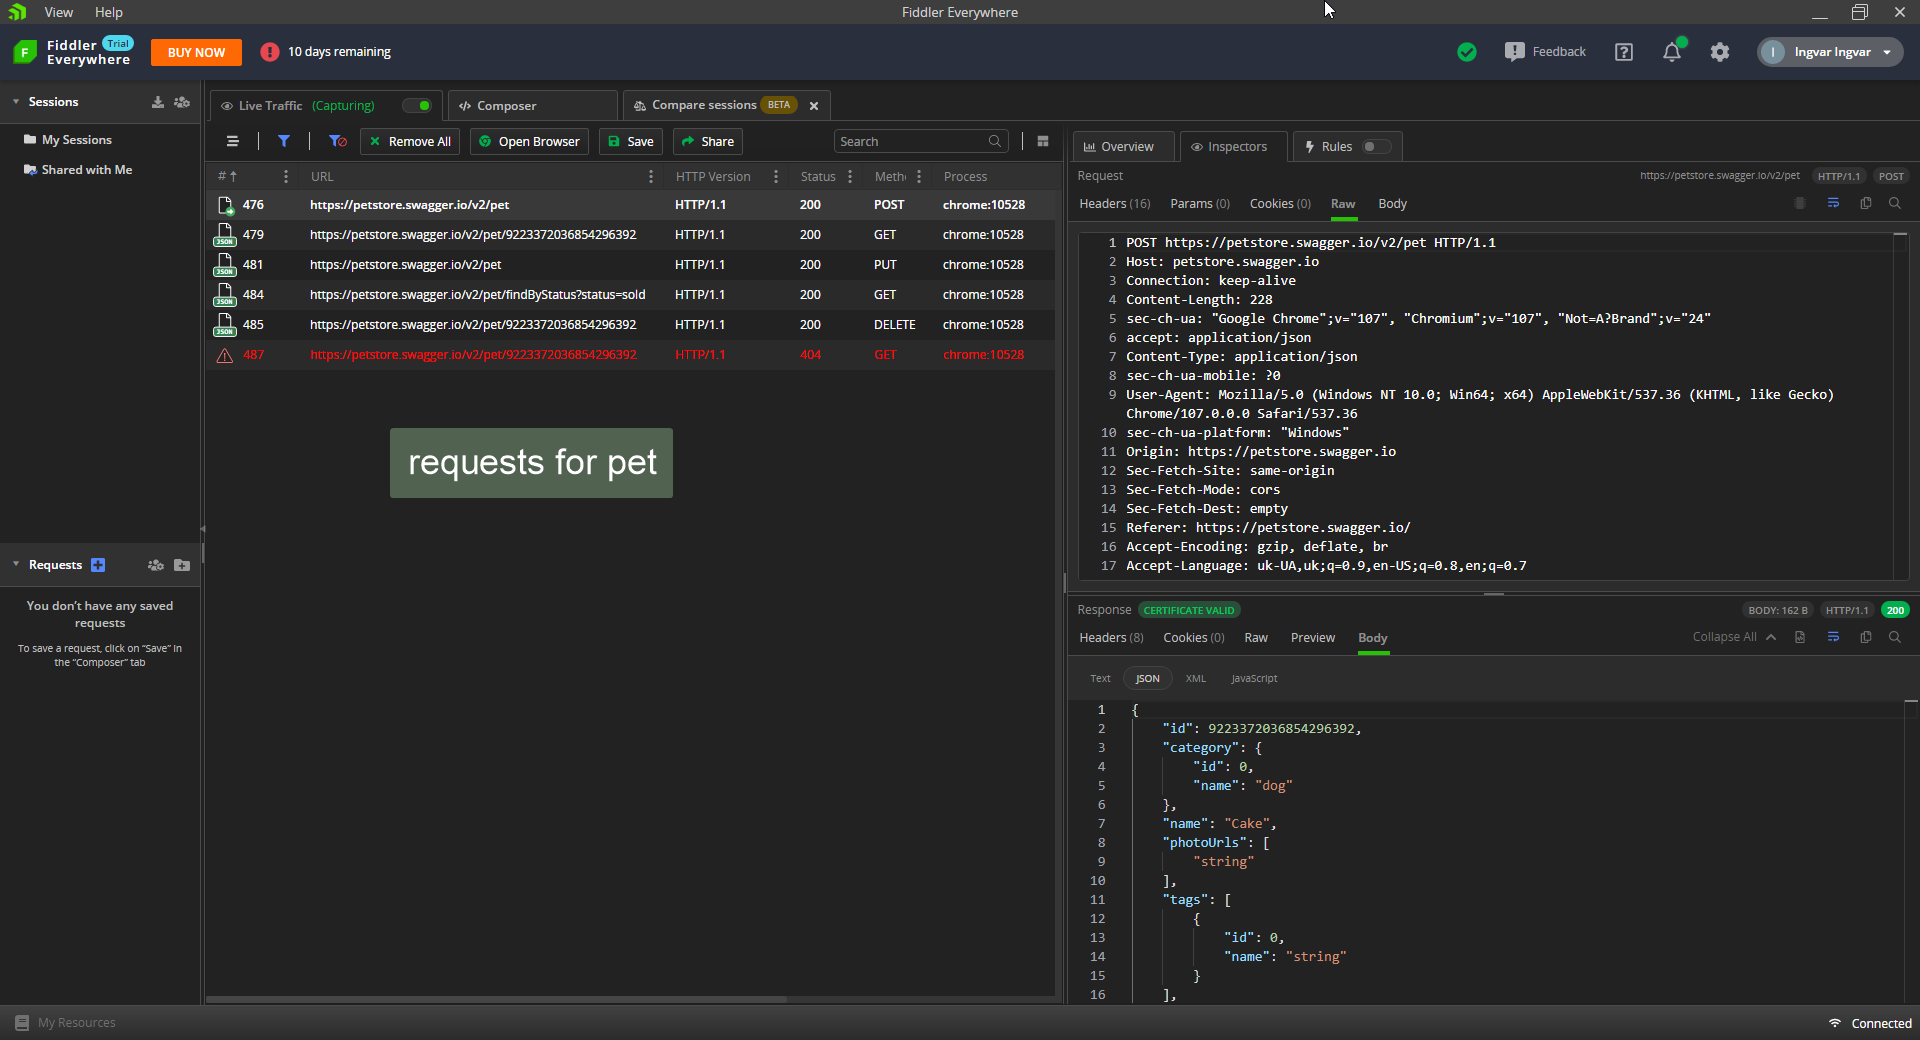 View Help Fiddler Everywhere
Fiddler Everywhere Trial BUY NOW ! 10 days remaining Feedback I Ingvar Ingvar
Sessions
My Sessions
Shared with Me
Live Traffic (Capturing) Composer Compare sessions BETA
Remove All Open Browser Save Share Search
# URL HTTP Version Status Meth Process
476 https://petstore.swagger.io/v2/pet HTTP/1.1 200 POST chrome:10528
JSON 479 https://petstore.swagger.io/v2/pet/9223372036854296392 HTTP/1.1 200 GET chrome:10528
JSON 481 https://petstore.swagger.io/v2/pet HTTP/1.1 200 PUT chrome:10528
JSON 484 https://petstore.swagger.io/v2/pet/findByStatus?status=sold HTTP/1.1 200 GET chrome:10528
JSON 485 https://petstore.swagger.io/v2/pet/9223372036854296392 HTTP/1.1 200 DELETE chrome:10528
487 https://petstore.swagger.io/v2/pet/9223372036854296392 HTTP/1.1 404 GET chrome:10528
requests for pet
Requests
You don't have any saved
requests
To save a request, click on "Save" in
the "Composer" tab
Overview Inspectors Rules
Request https://petstore.swagger.io/v2/pet HTTP/1.1 POST
Headers (16) Params (0) Cookies (0) Raw Body
1 POST https://petstore.swagger.io/v2/pet HTTP/1.1
2 Host: petstore.swagger.io
3 Connection: keep-alive
4 Content-Length: 228
5 sec-ch-ua: "Google Chrome";v="107", "Chromium";v="107", "Not=A?Brand";v="24"
6 accept: application/json
7 Content-Type: application/json
8 sec-ch-ua-mobile: ?0
9 User-Agent: Mozilla/5.0 (Windows NT 10.0; Win64; x64) AppleWebKit/537.36 (KHTML, like Gecko)
Chrome/107.0.0.0 Safari/537.36
10 sec-ch-ua-platform: "Windows"
11 Origin: https://petstore.swagger.io
12 Sec-Fetch-Site: same-origin
13 Sec-Fetch-Mode: cors
14 Sec-Fetch-Dest: empty
15 Referer: https://petstore.swagger.io/
16 Accept-Encoding: gzip, deflate, br
17 Accept-Language: uk-UA,uk;q=0.9,en-US;q=0.8,en;q=0.7
Response CERTIFICATE VALID BODY: 162 B HTTP/1.1 200
Headers (8) Cookies (0) Raw Preview Body Collapse All
Text JSON XML JavaScript
1 {
2 "id": 9223372036854296392,
3 "category": {
4 "id": 0,
5 "name": "dog"
6 },
7 "name": "Cake",
8 "photoUrls": [
9 "string"
10 ],
11 "tags": [
12 {
13 "id": 0,
14 "name": "string"
15 }
16 ],
My Resources Connected